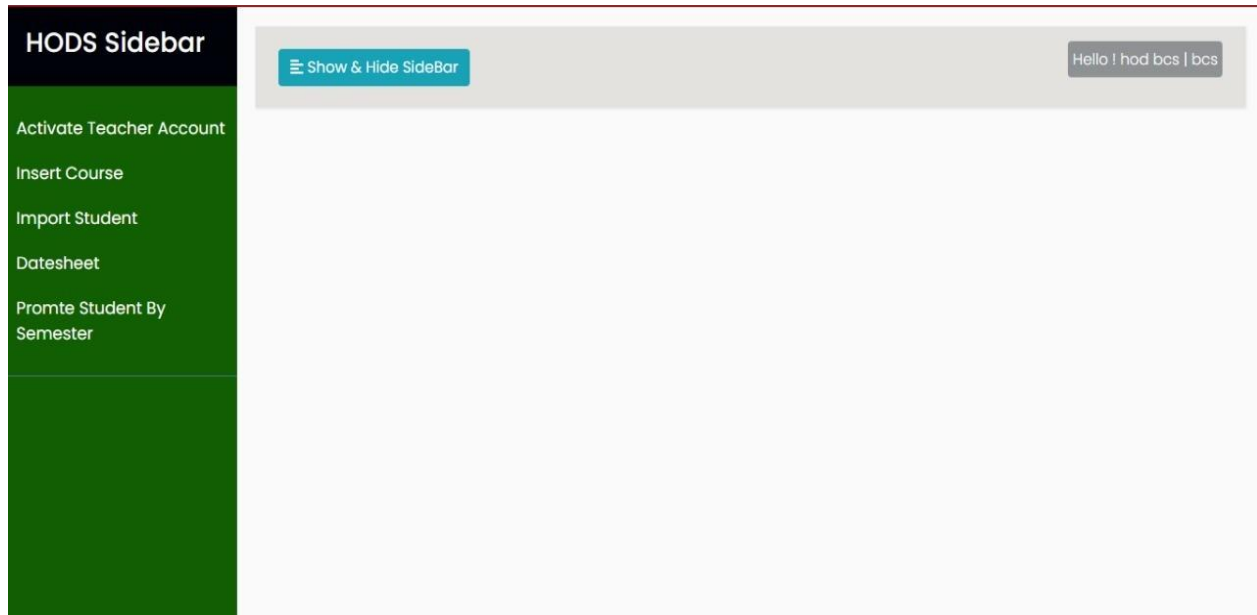 HODS Sidebar
Show & Hide SideBar
Hello ! hod bcs | bcs
Activate Teacher Account
Insert Course
Import Student
Datesheet
Promte Student By
Semester